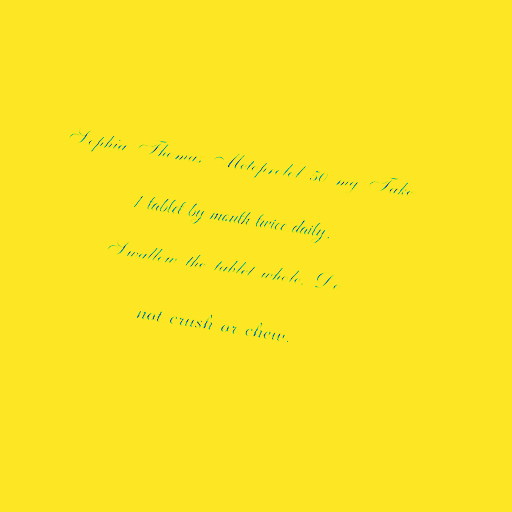 Sophia Thoma, Metoprolol 50 mg Take
1 tablet by mouth twice daily.
Swallow the tablet whole. Do
not crush or chew.